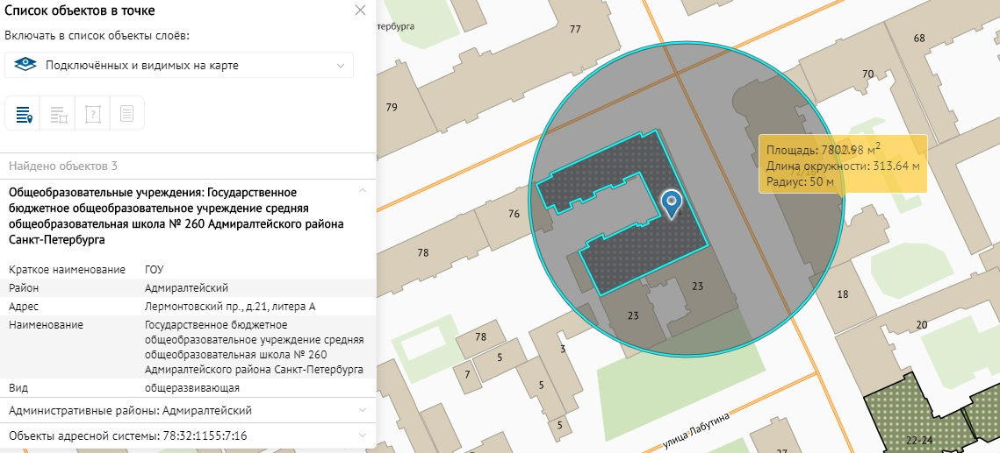 Список объектов в точке
Включать в список объекты слоёв:
Подключённых и видимых на карте
Найдено объектов 3
Общеобразовательные учреждения: Государственное
бюджетное общеобразовательное учреждение средняя
общеобразовательная школа № 260 Адмиралтейского района
Санкт-Петербурга
Краткое наименование ГОУ
Район Адмиралтейский
Адрес Лермонтовский пр., д.21, литера А
Наименование Государственное бюджетное
общеобразовательное учреждение средняя
общеобразовательная школа № 260
Адмиралтейского района Санкт-Петербурга
Вид общеразвивающая
Административные районы: Адмиралтейский
Объекты адресной системы: 78:32:1155:7:16
тербурга
77
68
70
79
Площадь: 7802.98 м2
Длина окружности: 313.64 м
Радиус: 50 м
76
78
23
18
23
20
78
3
5
7
5
5
улица Лабутина
22-24
27